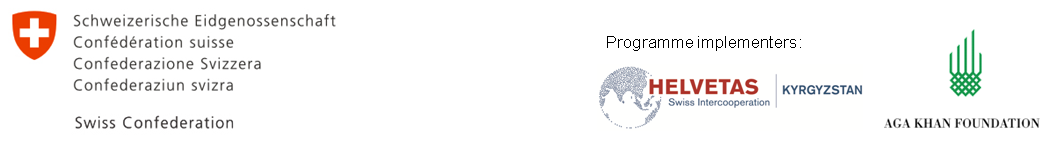 Schweizerische Eidgenossenschaft
Confédération suisse
Confederazione Svizzera
Confederaziun svizra
Swiss Confederation
Programme implementers:
HELVETAS
Swiss Intercooperation
KYRGYZSTAN
AGA KHAN FOUNDATION